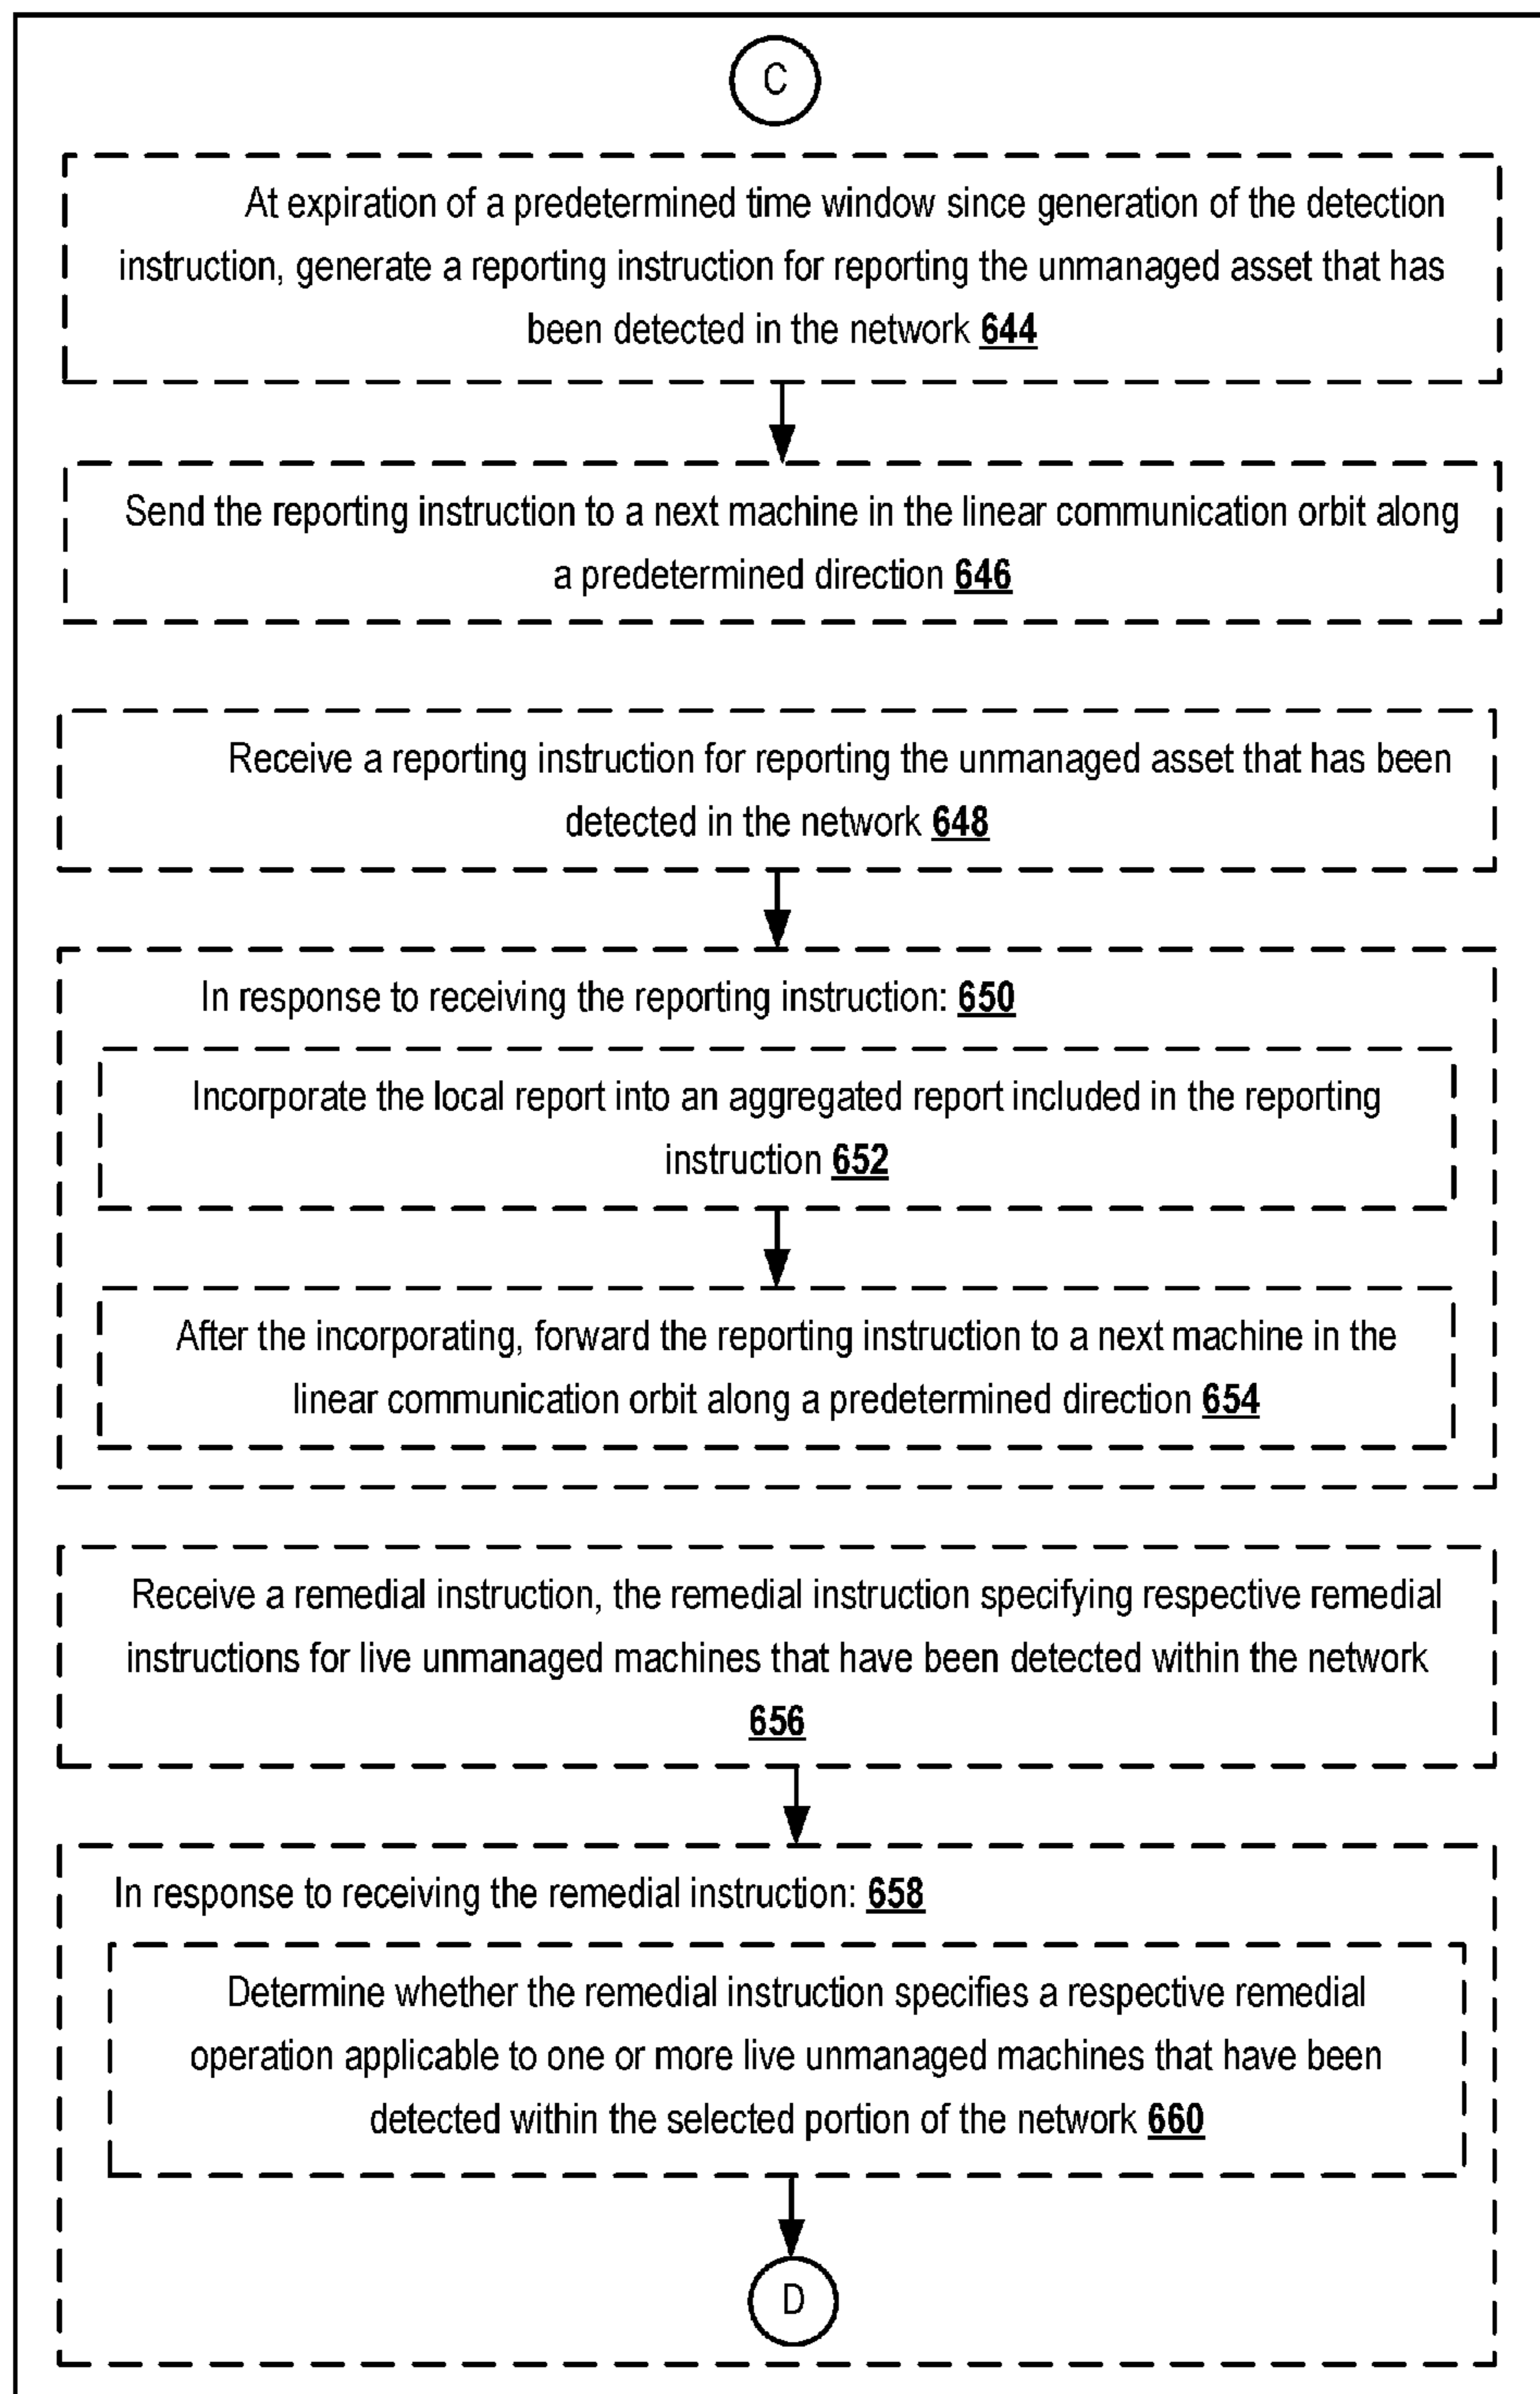 C
At expiration of a predetermined time window since generation of the detection
instruction, generate a reporting instruction for reporting the unmanaged asset that has
been detected in the network 644
Send the reporting instruction to a next machine in the linear communication orbit along
a predetermined direction 646
Receive a reporting instruction for reporting the unmanaged asset that has been
detected in the network 648
In response to receiving the reporting instruction: 650
Incorporate the local report into an aggregated report included in the reporting
instruction 652
After the incorporating, forward the reporting instruction to a next machine in the
linear communication orbit along a predetermined direction 654
Receive a remedial instruction, the remedial instruction specifying respective remedial
instructions for live unmanaged machines that have been detected within the network
656
In response to receiving the remedial instruction: 658
Determine whether the remedial instruction specifies a respective remedial
operation applicable to one or more live unmanaged machines that have been
detected within the selected portion of the network 660
D